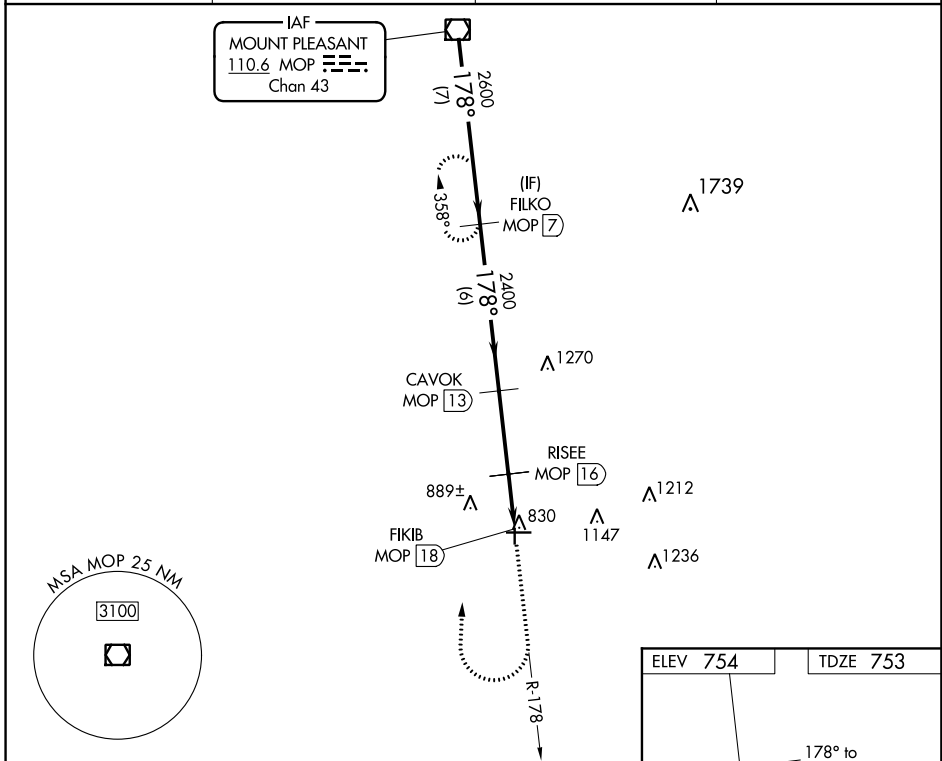 IAF
MOUNT PLEASANT
110.6 MOP
Chan 43
2600
178°
(7)
358°
(IF)
FILKO
MOP 7
1739
2400
178°
(6)
1270
CAVOK
MOP 13
RISEE
MOP 16
889±
1212
830
1147
FIKIB
MOP 18
1236
MSA MOP 25 NM
3100
R-178
ELEV 754
TDZE 753
178° to